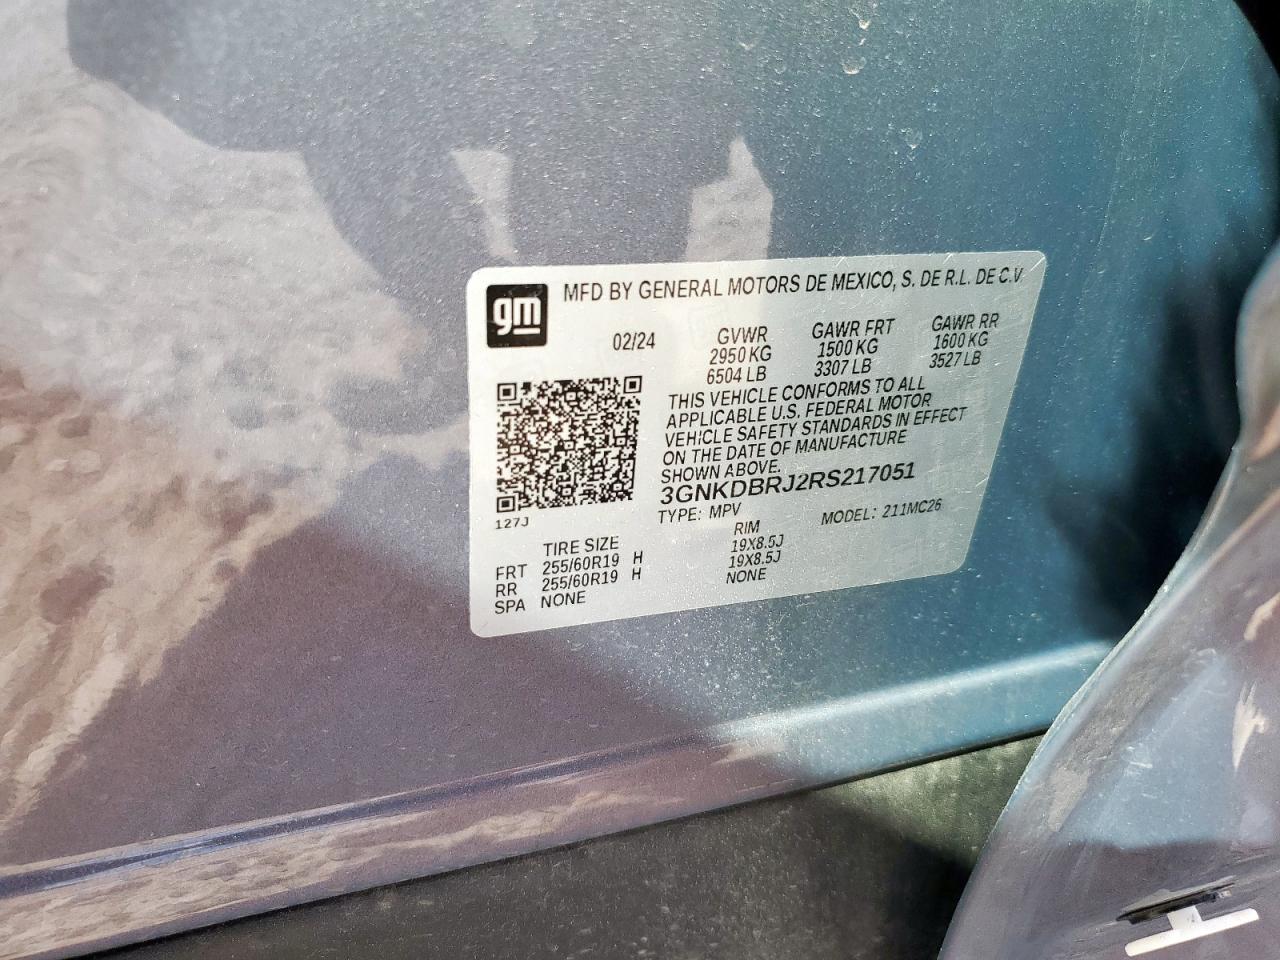 gm
MFD BY GENERAL MOTORS DE MEXICO, S. DE R.L. DE C.V
02/24
GVWR GAWR FRT GAWR RR
2950 KG 1500 KG 1600 KG
6504 LB 3307 LB 3527 LB
THIS VEHICLE CONFORMS TO ALL
APPLICABLE U.S. FEDERAL MOTOR
VEHICLE SAFETY STANDARDS IN EFFECT
ON THE DATE OF MANUFACTURE
SHOWN ABOVE.
3GNKDBRJ2RS217051
127J
TYPE: MPV MODEL: 211MC26
TIRE SIZE RIM
FRT 255/60R19 H 19X8.5J
RR 255/60R19 H 19X8.5J
SPA NONE NONE